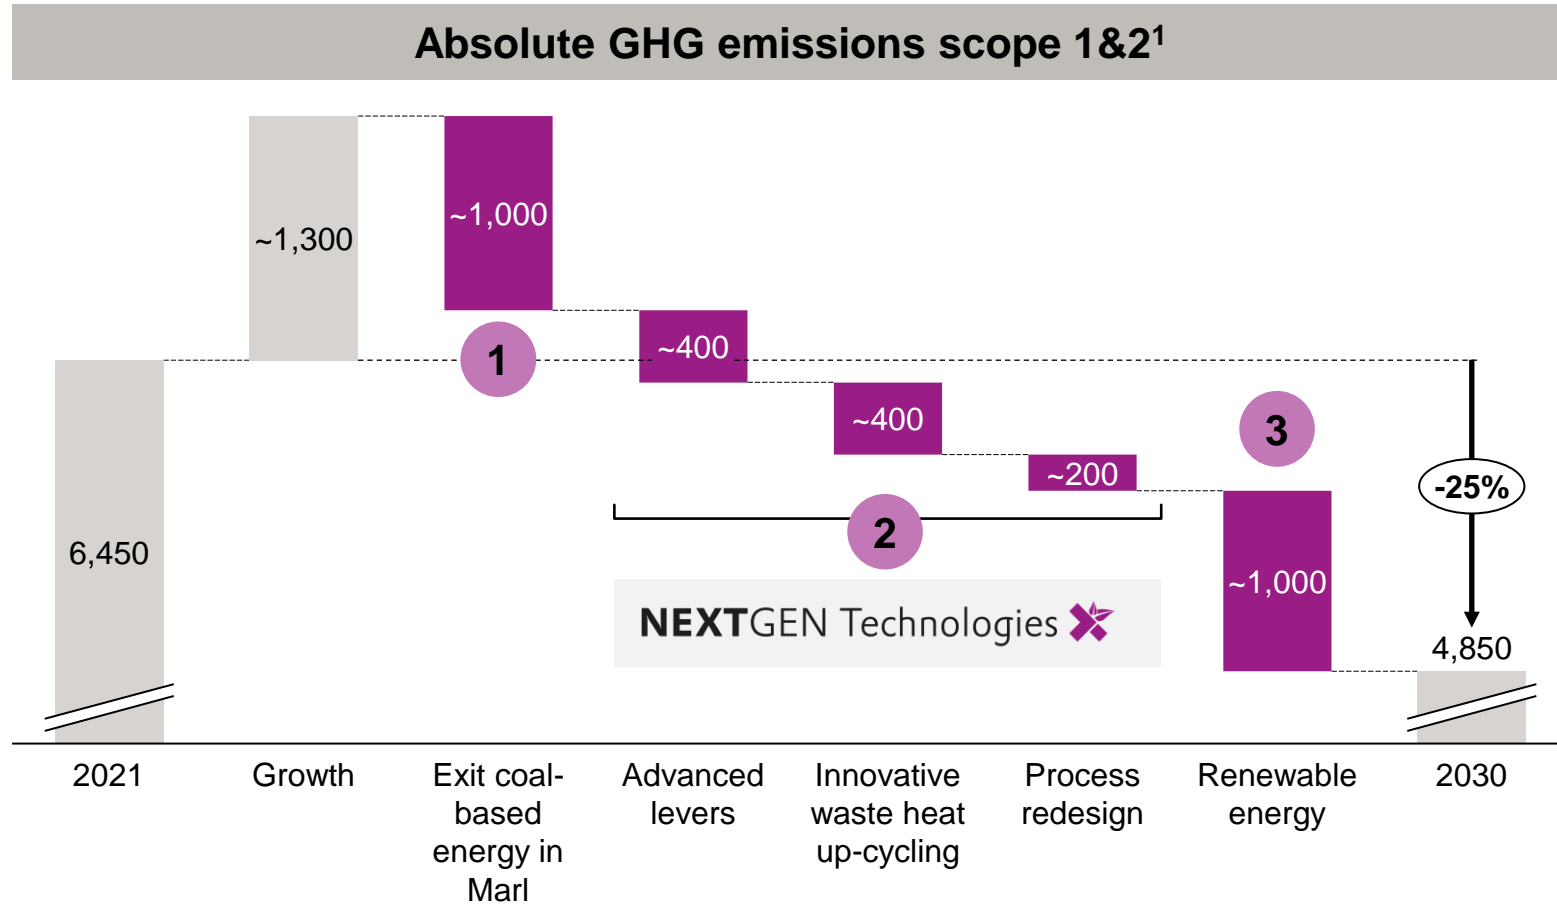 Absolute GHG emissions scope 1&2¹
~1,300
~1,000
1
~400
~400
~200
3
~1,000
-25%
6,450
2
NEXTGEN Technologies
4,850
2021
Growth
Exit coal-
based
energy in
Marl
Advanced
levers
Innovative
waste heat
up-cycling
Process
redesign
Renewable
energy
2030